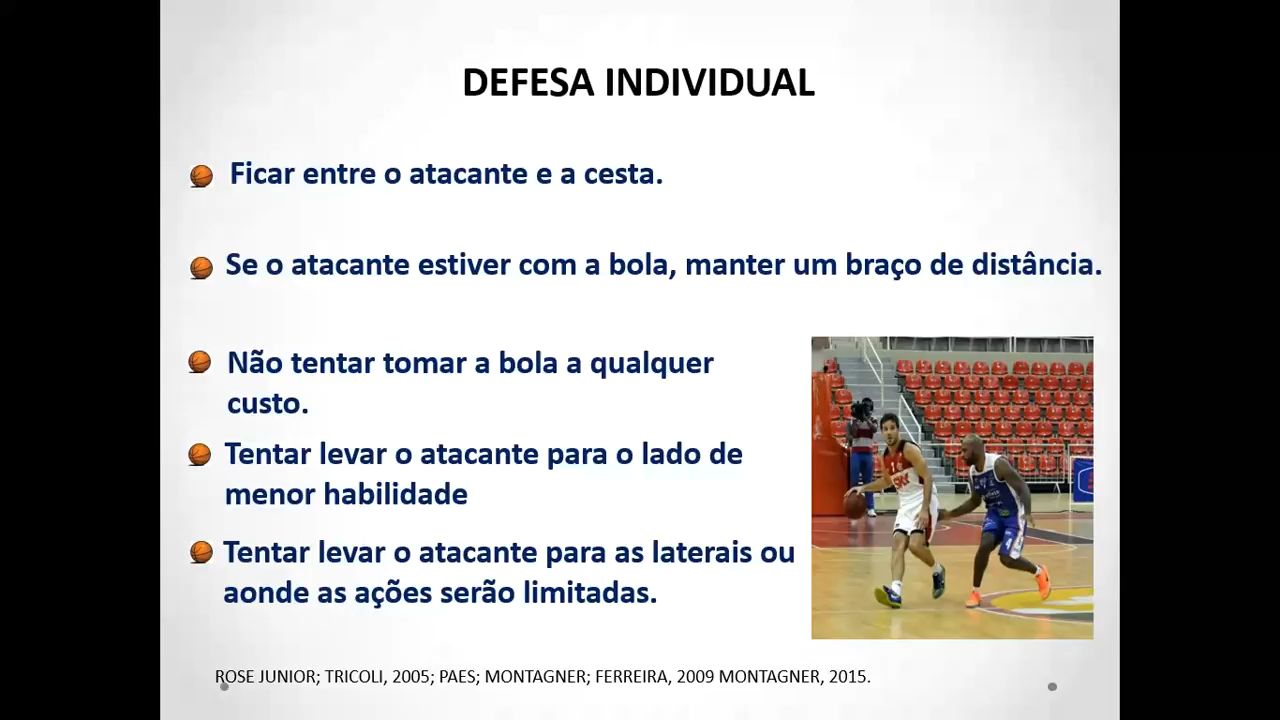 DEFESA INDIVIDUAL
Ficar entre o atacante e a cesta.
Se o atacante estiver com a bola, manter um braço de distância.
Não tentar tomar a bola a qualquer
custo.
Tentar levar o atacante para o lado de
menor habilidade
Tentar levar o atacante para as laterais ou
aonde as ações serão limitadas.
ROSE JUNIOR; TRICOLI, 2005; PAES; MONTAGNER; FERREIRA, 2009 MONTAGNER, 2015.